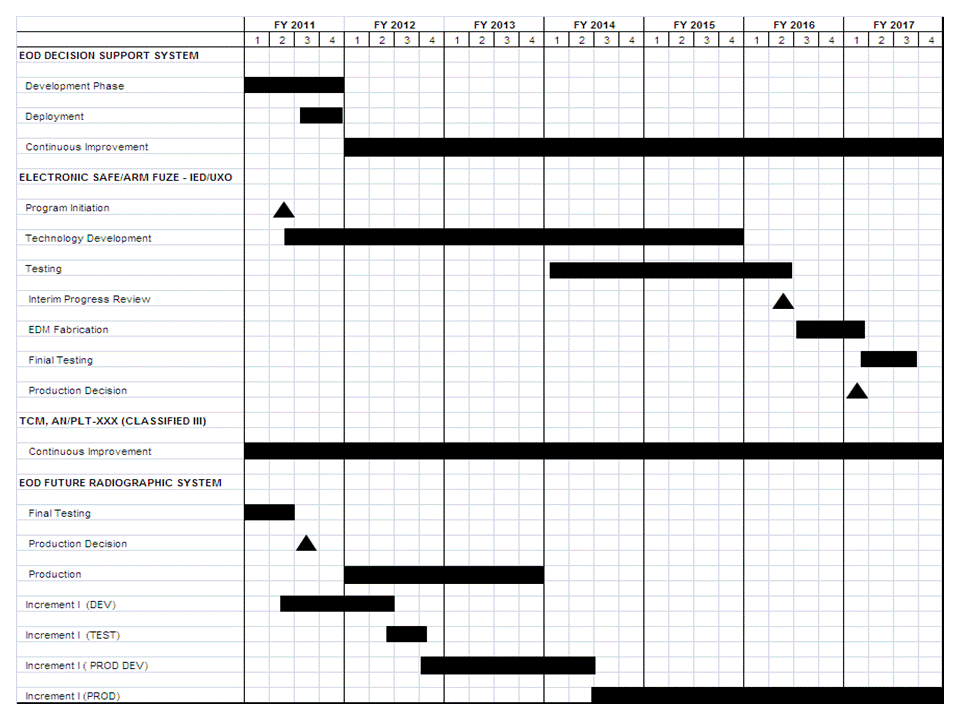 FY 2011 FY 2012 FY 2013 FY 2014 FY 2015 FY 2016 FY 2017
1 2 3 4 1 2 3 4 1 2 3 4 1 2 3 4 1 2 3 4 1 2 3 4 1 2 3 4
EOD DECISION SUPPORT SYSTEM
Development Phase
Deployment
Continuous Improvement
ELECTRONIC SAFE/ARM FUZE - IED/UXO
Program Initiation
Technology Development
Testing
Interim Progress Review
EDM Fabrication
Finial Testing
Production Decision
TCM, AN/PLT-XXX (CLASSIFIED III)
Continuous Improvement
EOD FUTURE RADIOGRAPHIC SYSTEM
Final Testing
Production Decision
Production
Increment I (DEV)
Increment I (TEST)
Increment I ( PROD DEV)
Increment I (PROD)